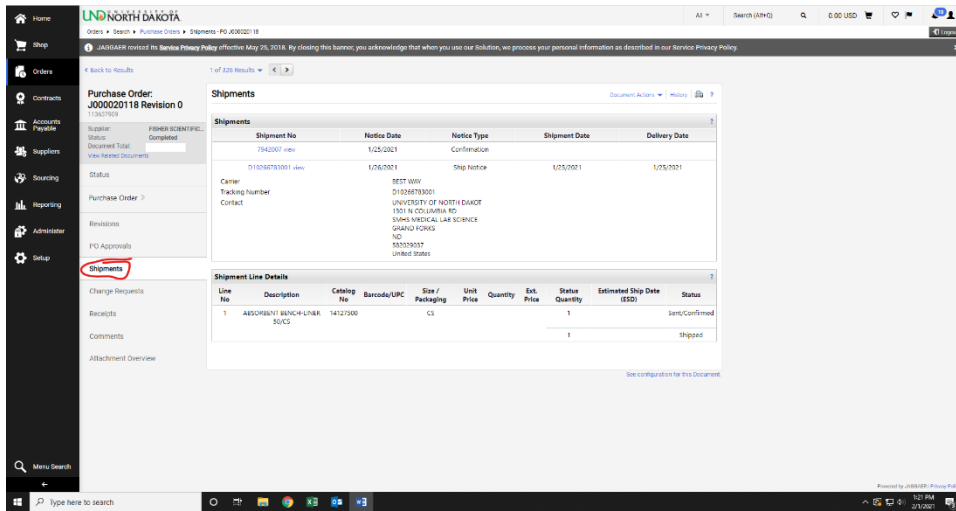 Home
Shop
Orders
Contracts
Accounts
Payable
Suppliers
Sourcing
Reporting
Administer
Setup
Menu Search
←
UND UNIVERSITY OF NORTH DAKOTA
All
Search (Alt+Q)
0.00 USD
Logout
Orders › Search › Purchase Orders › Shipments - PO J000020118
JAGGAER revised its Service Privacy Policy effective May 25, 2018. By closing this banner, you acknowledge that when you use our Solution, we process your personal information as described in our Service Privacy Policy.
< Back to Results
1 of 326 Results
< >
Purchase Order:
J000020118 Revision 0
Supplier: FISHER SCIENTIFIC...
Status: Completed
Document Total:
View Related Documents
Status
Purchase Order >
Revisions
PO Approvals
Shipments
Change Requests
Receipts
Comments
Attachment Overview
Shipments
Document Actions | History | ?
Shipments ?
Shipment No Notice Date Notice Type Shipment Date Delivery Date
7942007 view 1/25/2021 Confirmation
D10266783001 view 1/26/2021 Ship Notice 1/25/2021 1/25/2021
Carrier BEST WAY
Tracking Number D10266783001
Contact UNIVERSITY OF NORTH DAKOT
1301 N COLUMBIA RD
SMHS MEDICAL LAB SCIENCE
GRAND FORKS
ND
582029037
United States
Shipment Line Details ?
Line No Description Catalog No Barcode/UPC Size / Packaging Unit Price Quantity Ext. Price Status Quantity Estimated Ship Date (ESD) Status
1 ABSORBENT BENCH-LINER 50/CS 14127500 CS 1 Sent/Confirmed
1 Shipped
See configuration for this Document
Powered by JAGGAER | Privacy Poli
Type here to search
1:21 PM
2/1/2021